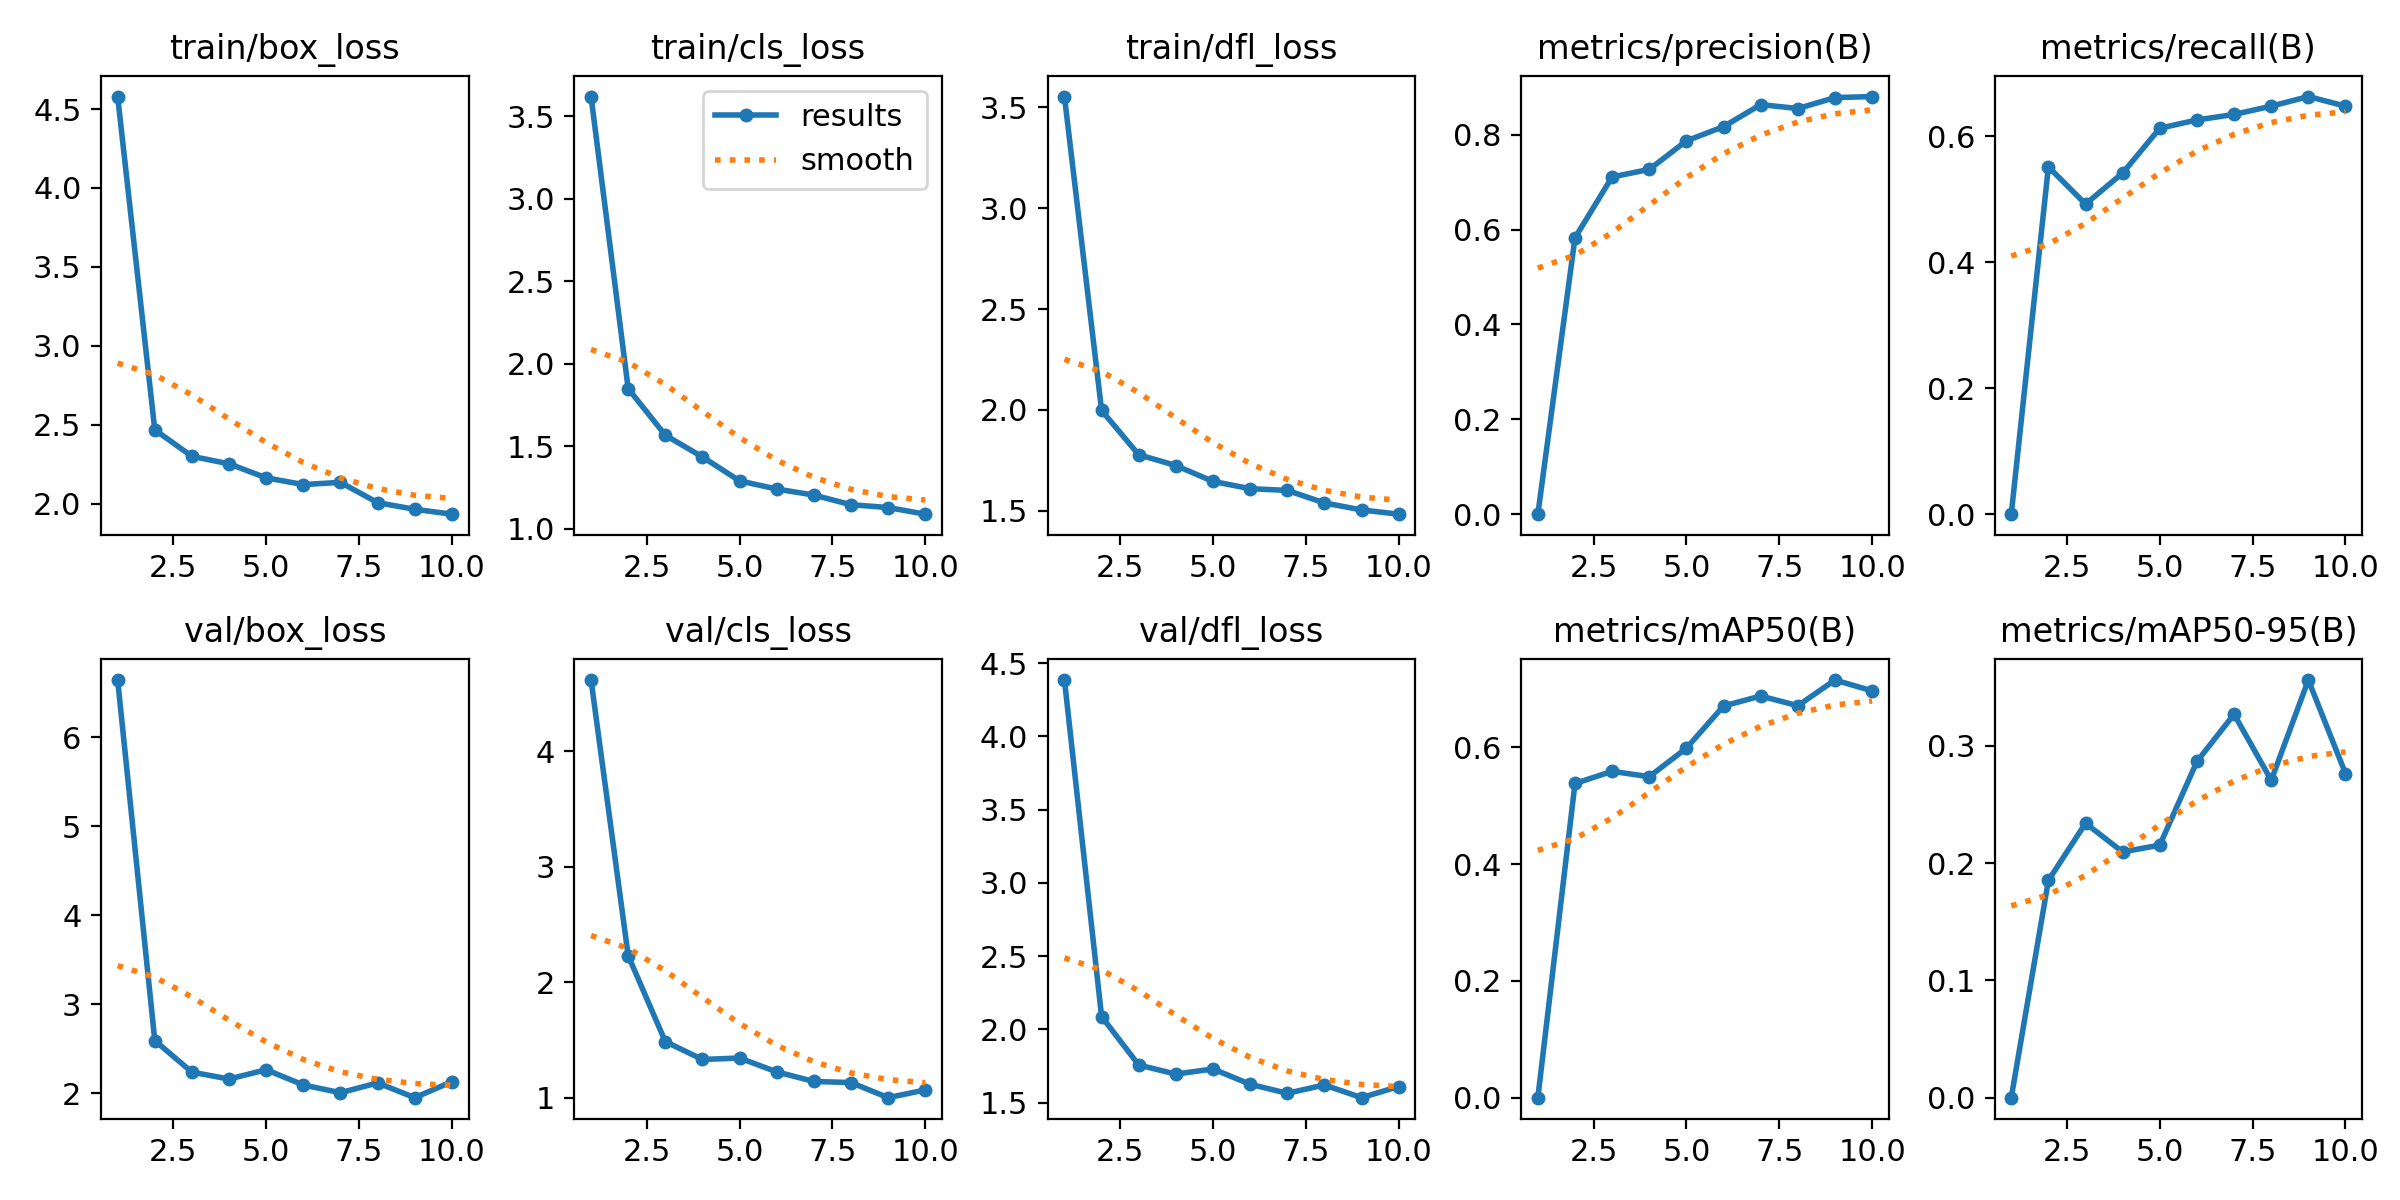 train/box_loss
train/cls_loss
train/dfl_loss
metrics/precision(B)
metrics/recall(B)
4.5
4.0
3.5
3.0
2.5
2.0
2.5 5.0 7.5 10.0
results
smooth
3.5
3.0
2.5
2.0
1.5
1.0
2.5 5.0 7.5 10.0
3.5
3.0
2.5
2.0
1.5
2.5 5.0 7.5 10.0
0.8
0.6
0.4
0.2
0.0
2.5 5.0 7.5 10.0
0.6
0.4
0.2
0.0
2.5 5.0 7.5 10.0
val/box_loss
val/cls_loss
val/dfl_loss
metrics/mAP50(B)
metrics/mAP50-95(B)
6
5
4
3
2
2.5 5.0 7.5 10.0
4
3
2
1
2.5 5.0 7.5 10.0
4.5
4.0
3.5
3.0
2.5
2.0
1.5
2.5 5.0 7.5 10.0
0.6
0.4
0.2
0.0
2.5 5.0 7.5 10.0
0.3
0.2
0.1
0.0
2.5 5.0 7.5 10.0